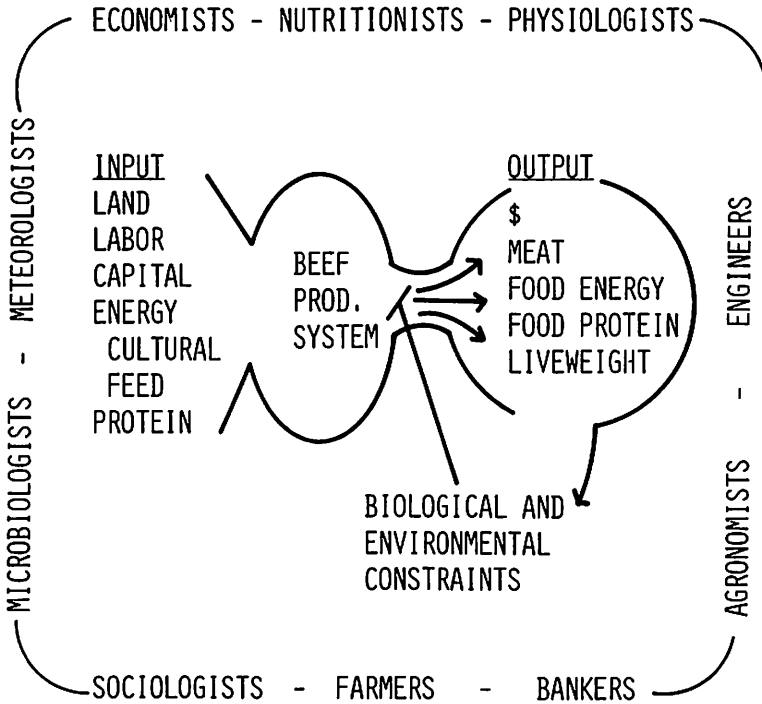 ECONOMISTS - NUTRITIONISTS - PHYSIOLOGISTS
MICROBIOLOGISTS - METEOROLOGISTS
INPUT
LAND
LABOR
CAPITAL
ENERGY
CULTURAL
FEED
PROTEIN
BEEF
PROD.
SYSTEM
OUTPUT
$
MEAT
FOOD ENERGY
FOOD PROTEIN
LIVEWEIGHT
BIOLOGICAL AND
ENVIRONMENTAL
CONSTRAINTS
AGRONOMISTS - ENGINEERS
SOCIOLOGISTS - FARMERS - BANKERS